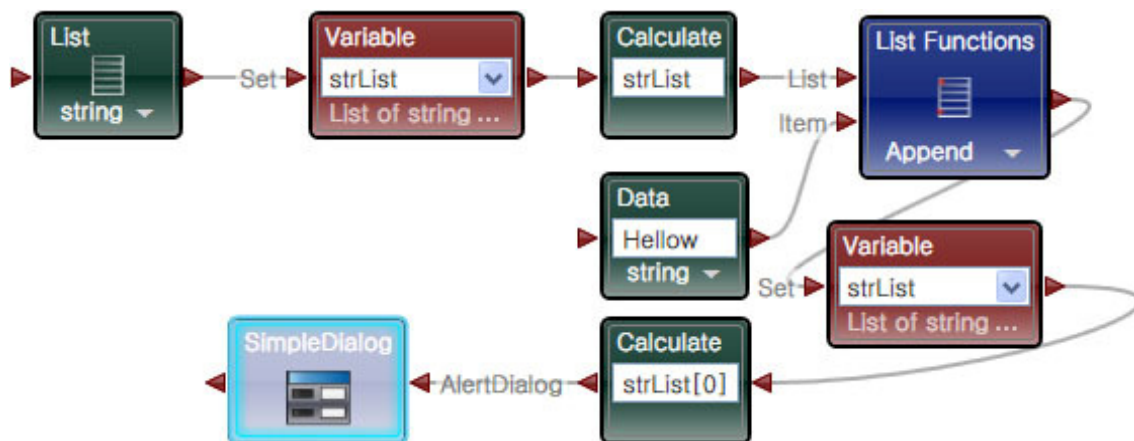 List
string
Set
Variable
strList
List of string ...
Calculate
strList
List
Item
List Functions
Append
Data
Hellow
string
Set
Variable
strList
List of string ...
SimpleDialog
AlertDialog
Calculate
strList[0]